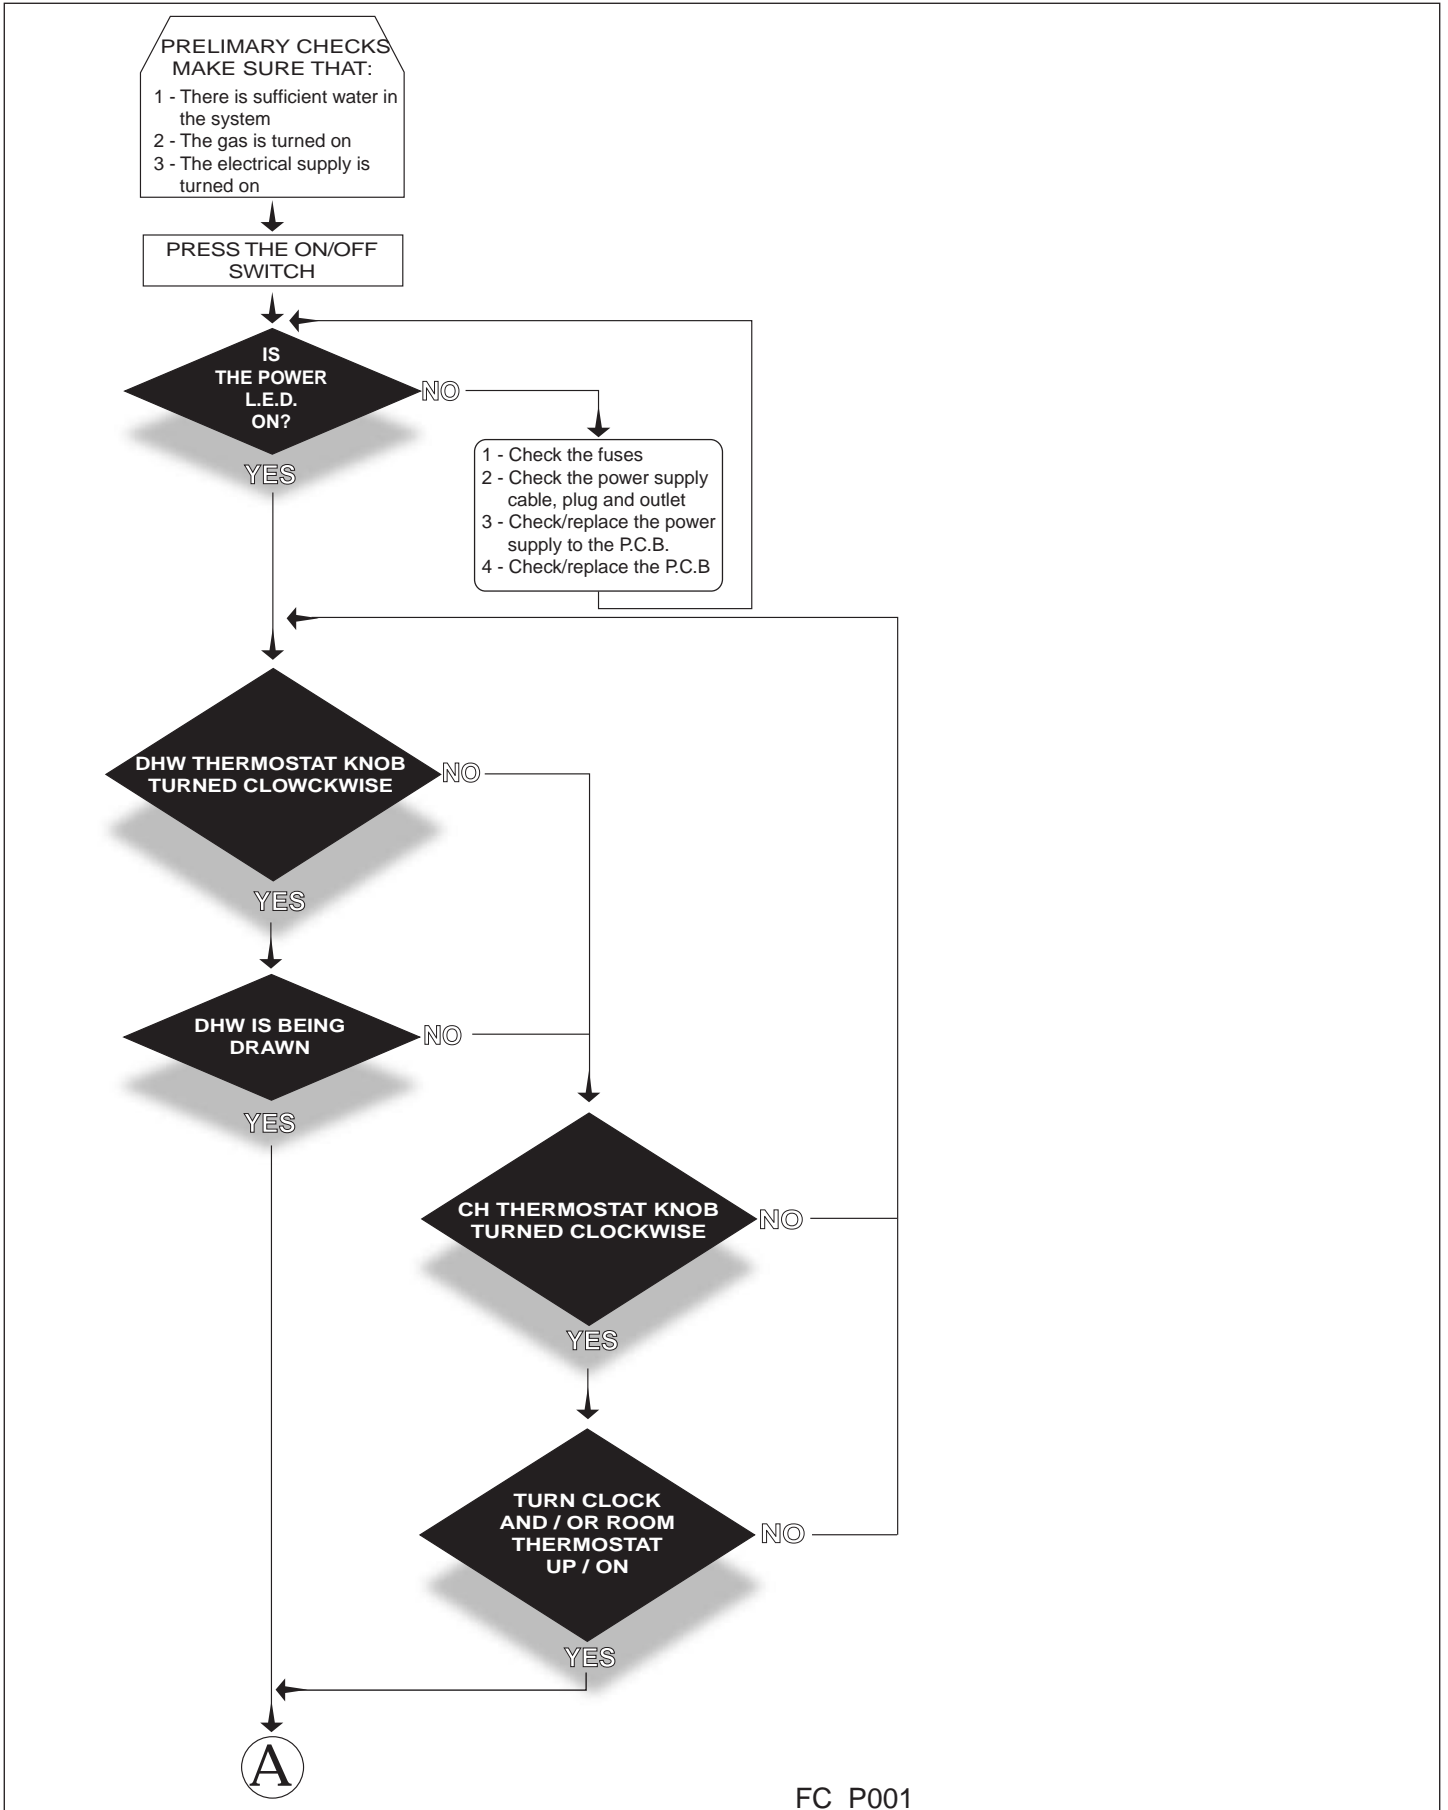 PRELIMARY CHECKS
MAKE SURE THAT:
1 - There is sufficient water in
the system
2 - The gas is turned on
3 - The electrical supply is
turned on
PRESS THE ON/OFF
SWITCH
IS
THE POWER
L.E.D.
ON?
NO
YES
1 - Check the fuses
2 - Check the power supply
cable, plug and outlet
3 - Check/replace the power
supply to the P.C.B.
4 - Check/replace the P.C.B
DHW THERMOSTAT KNOB
TURNED CLOWCKWISE
NO
YES
DHW IS BEING
DRAWN
NO
YES
CH THERMOSTAT KNOB
TURNED CLOCKWISE
NO
YES
TURN CLOCK
AND / OR ROOM
THERMOSTAT
UP / ON
NO
YES
A
FC P001